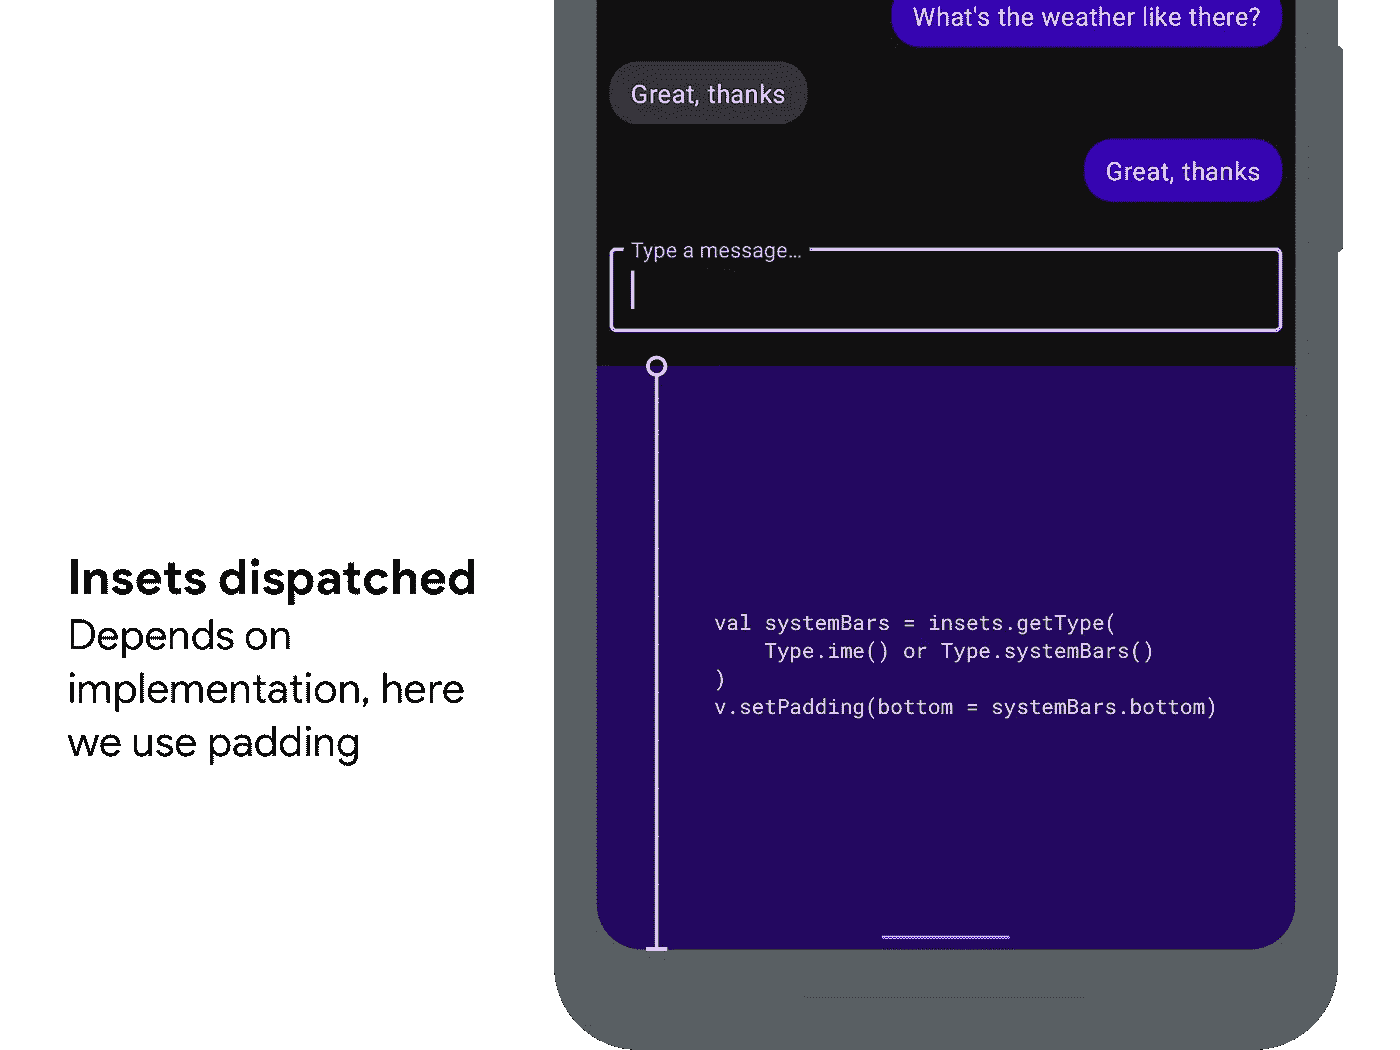 What's the weather like there?
Great, thanks
Great, thanks
Type a message...
Insets dispatched
Depends on
implementation, here
we use padding
val systemBars = insets.getType(
    Type.ime() or Type.systemBars()
)
v.setPadding(bottom = systemBars.bottom)